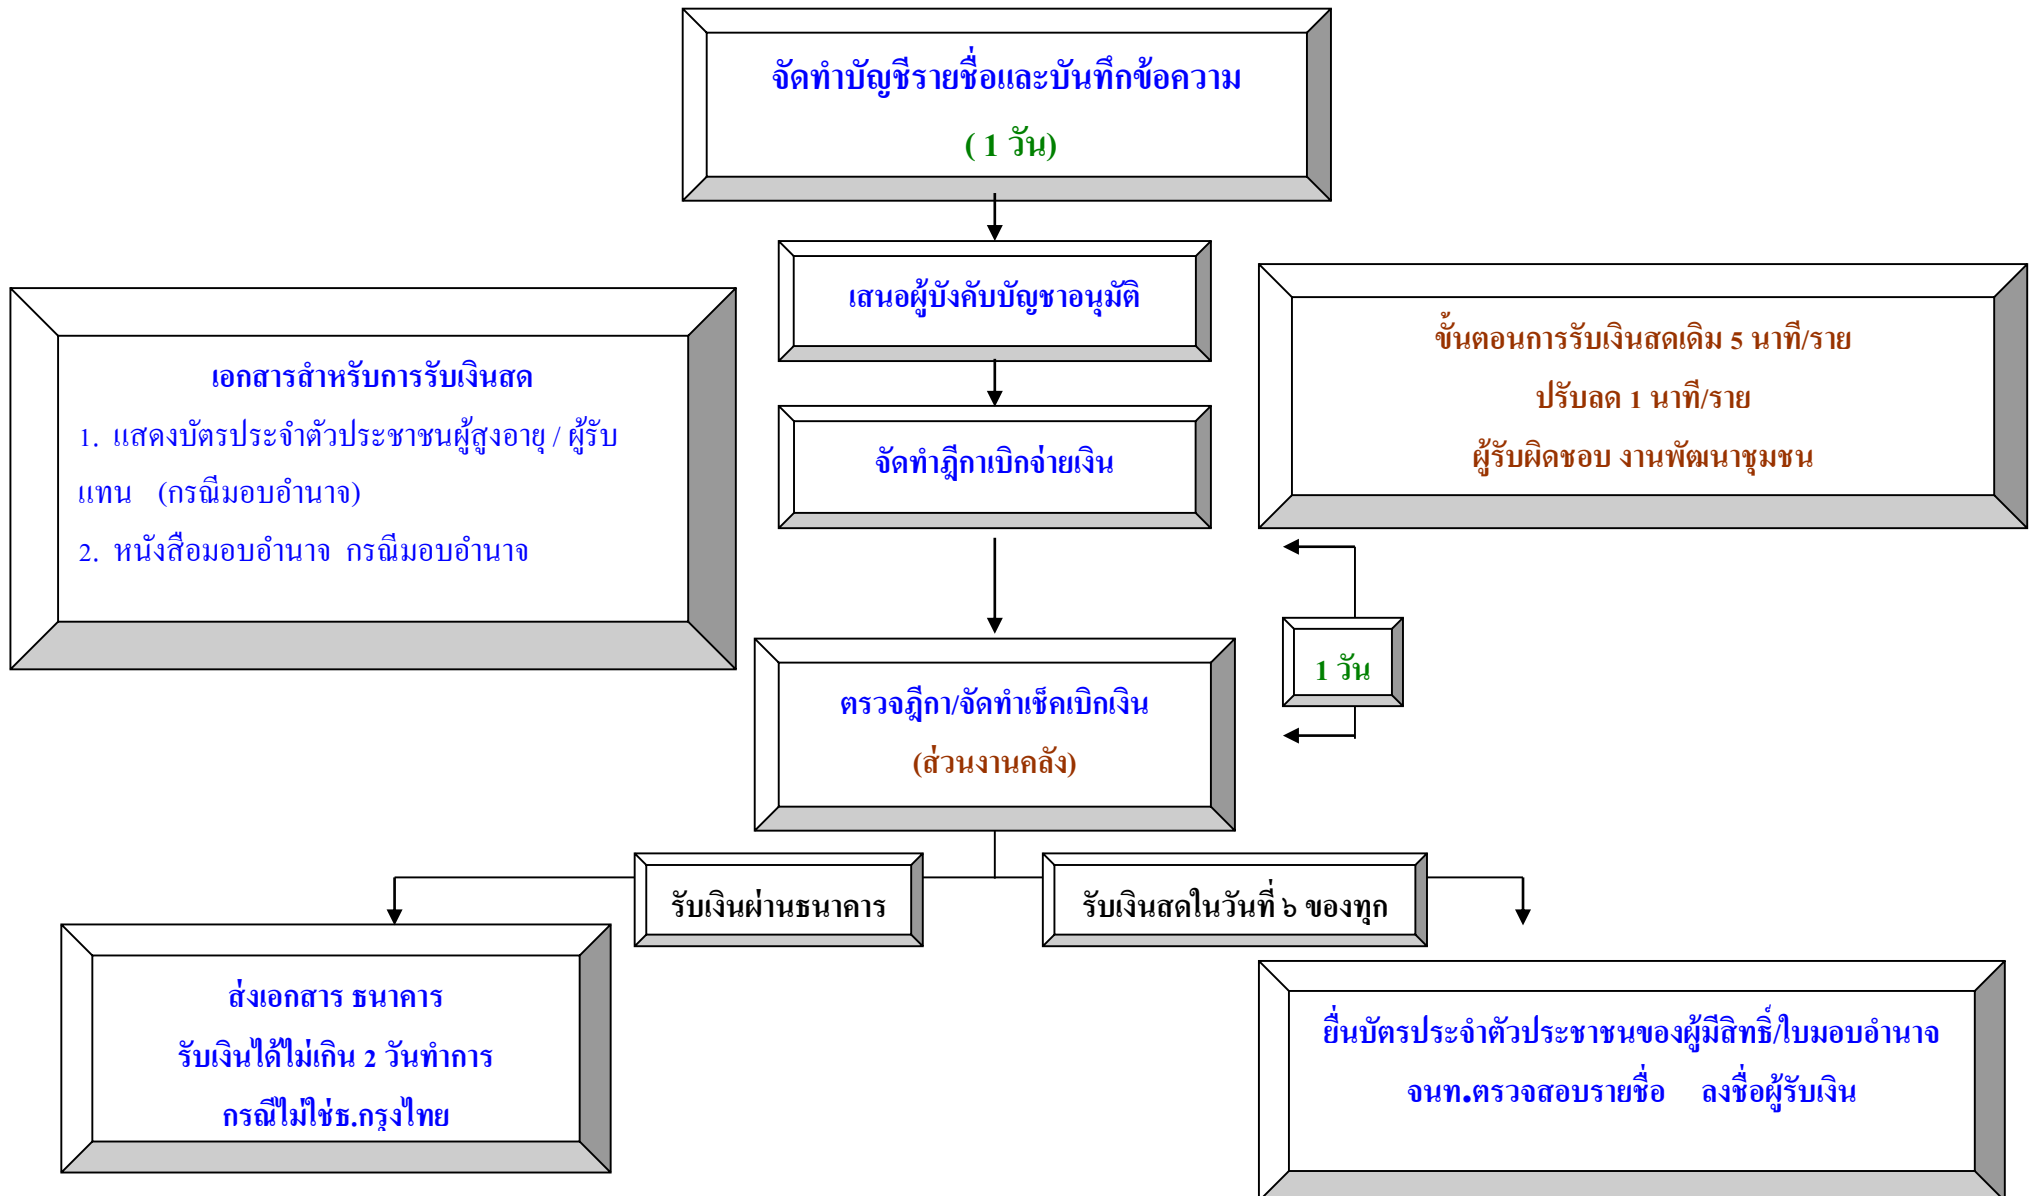 จัดทำบัญชีรายชื่อและบันทึกข้อความ
( 1 วัน)
เสนอผู้บังคับบัญชาอนุมัติ
เอกสารสำหรับการรับเงินสด
1. แสดงบัตรประจำตัวประชาชนผู้สูงอายุ / ผู้รับ
แทน (กรณีมอบอำนาจ)
2. หนังสือมอบอำนาจ กรณีมอบอำนาจ
ขั้นตอนการรับเงินสดเดิม 5 นาที/ราย
ปรับลด 1 นาที/ราย
ผู้รับผิดชอบ งานพัฒนาชุมชน
จัดทำฎีกาเบิกจ่ายเงิน
1 วัน
ตรวจฎีกา/จัดทำเช็คเบิกเงิน
(ส่วนงานคลัง)
รับเงินผ่านธนาคาร
รับเงินสดในวันที่ ๖ ของทุก
ส่งเอกสาร ธนาคาร
รับเงินได้ไม่เกิน 2 วันทำการ
กรณีไม่ใช่ธ.กรุงไทย
ยื่นบัตรประจำตัวประชาชนของผู้มีสิทธิ์/ใบมอบอำนาจ
จนท.ตรวจสอบรายชื่อ ลงชื่อผู้รับเงิน